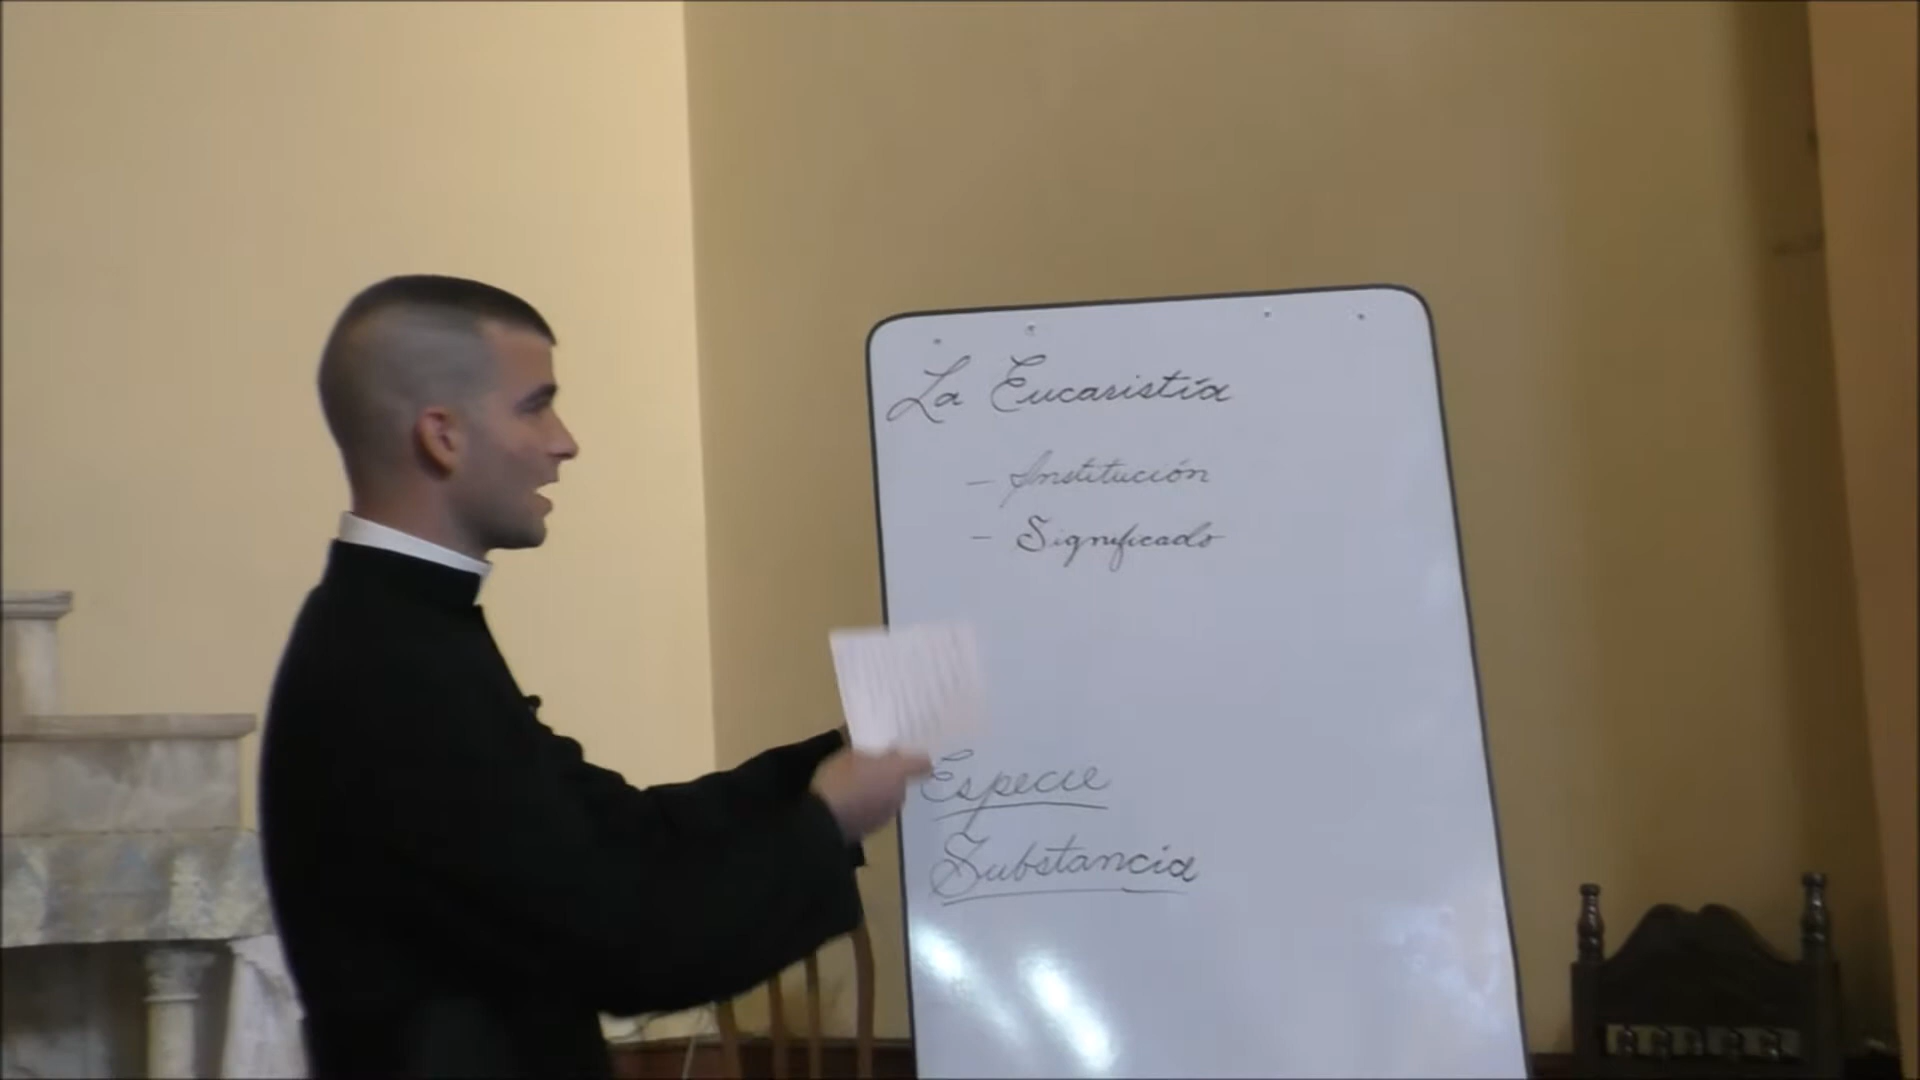 La Eucaristía
- Institución
- Significado
Especie
Substancia